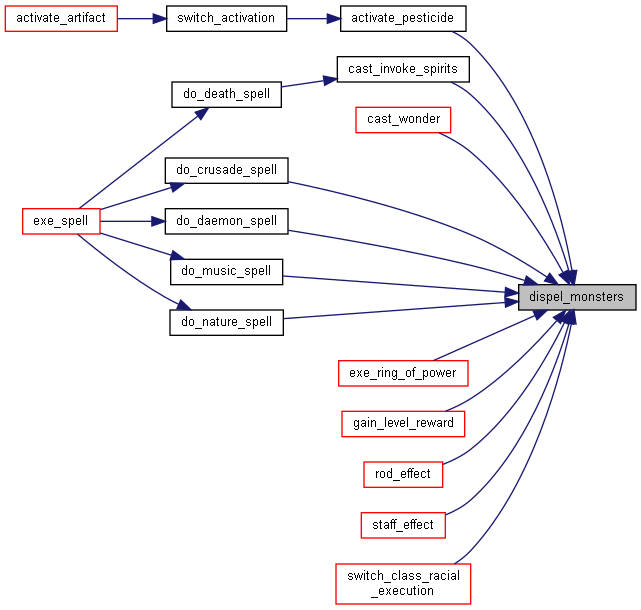 activate_artifact
switch_activation
activate_pesticide
cast_invoke_spirits
do_death_spell
cast_wonder
do_crusade_spell
exe_spell
do_daemon_spell
do_music_spell
dispel_monsters
do_nature_spell
exe_ring_of_power
gain_level_reward
rod_effect
staff_effect
switch_class_racial
_execution